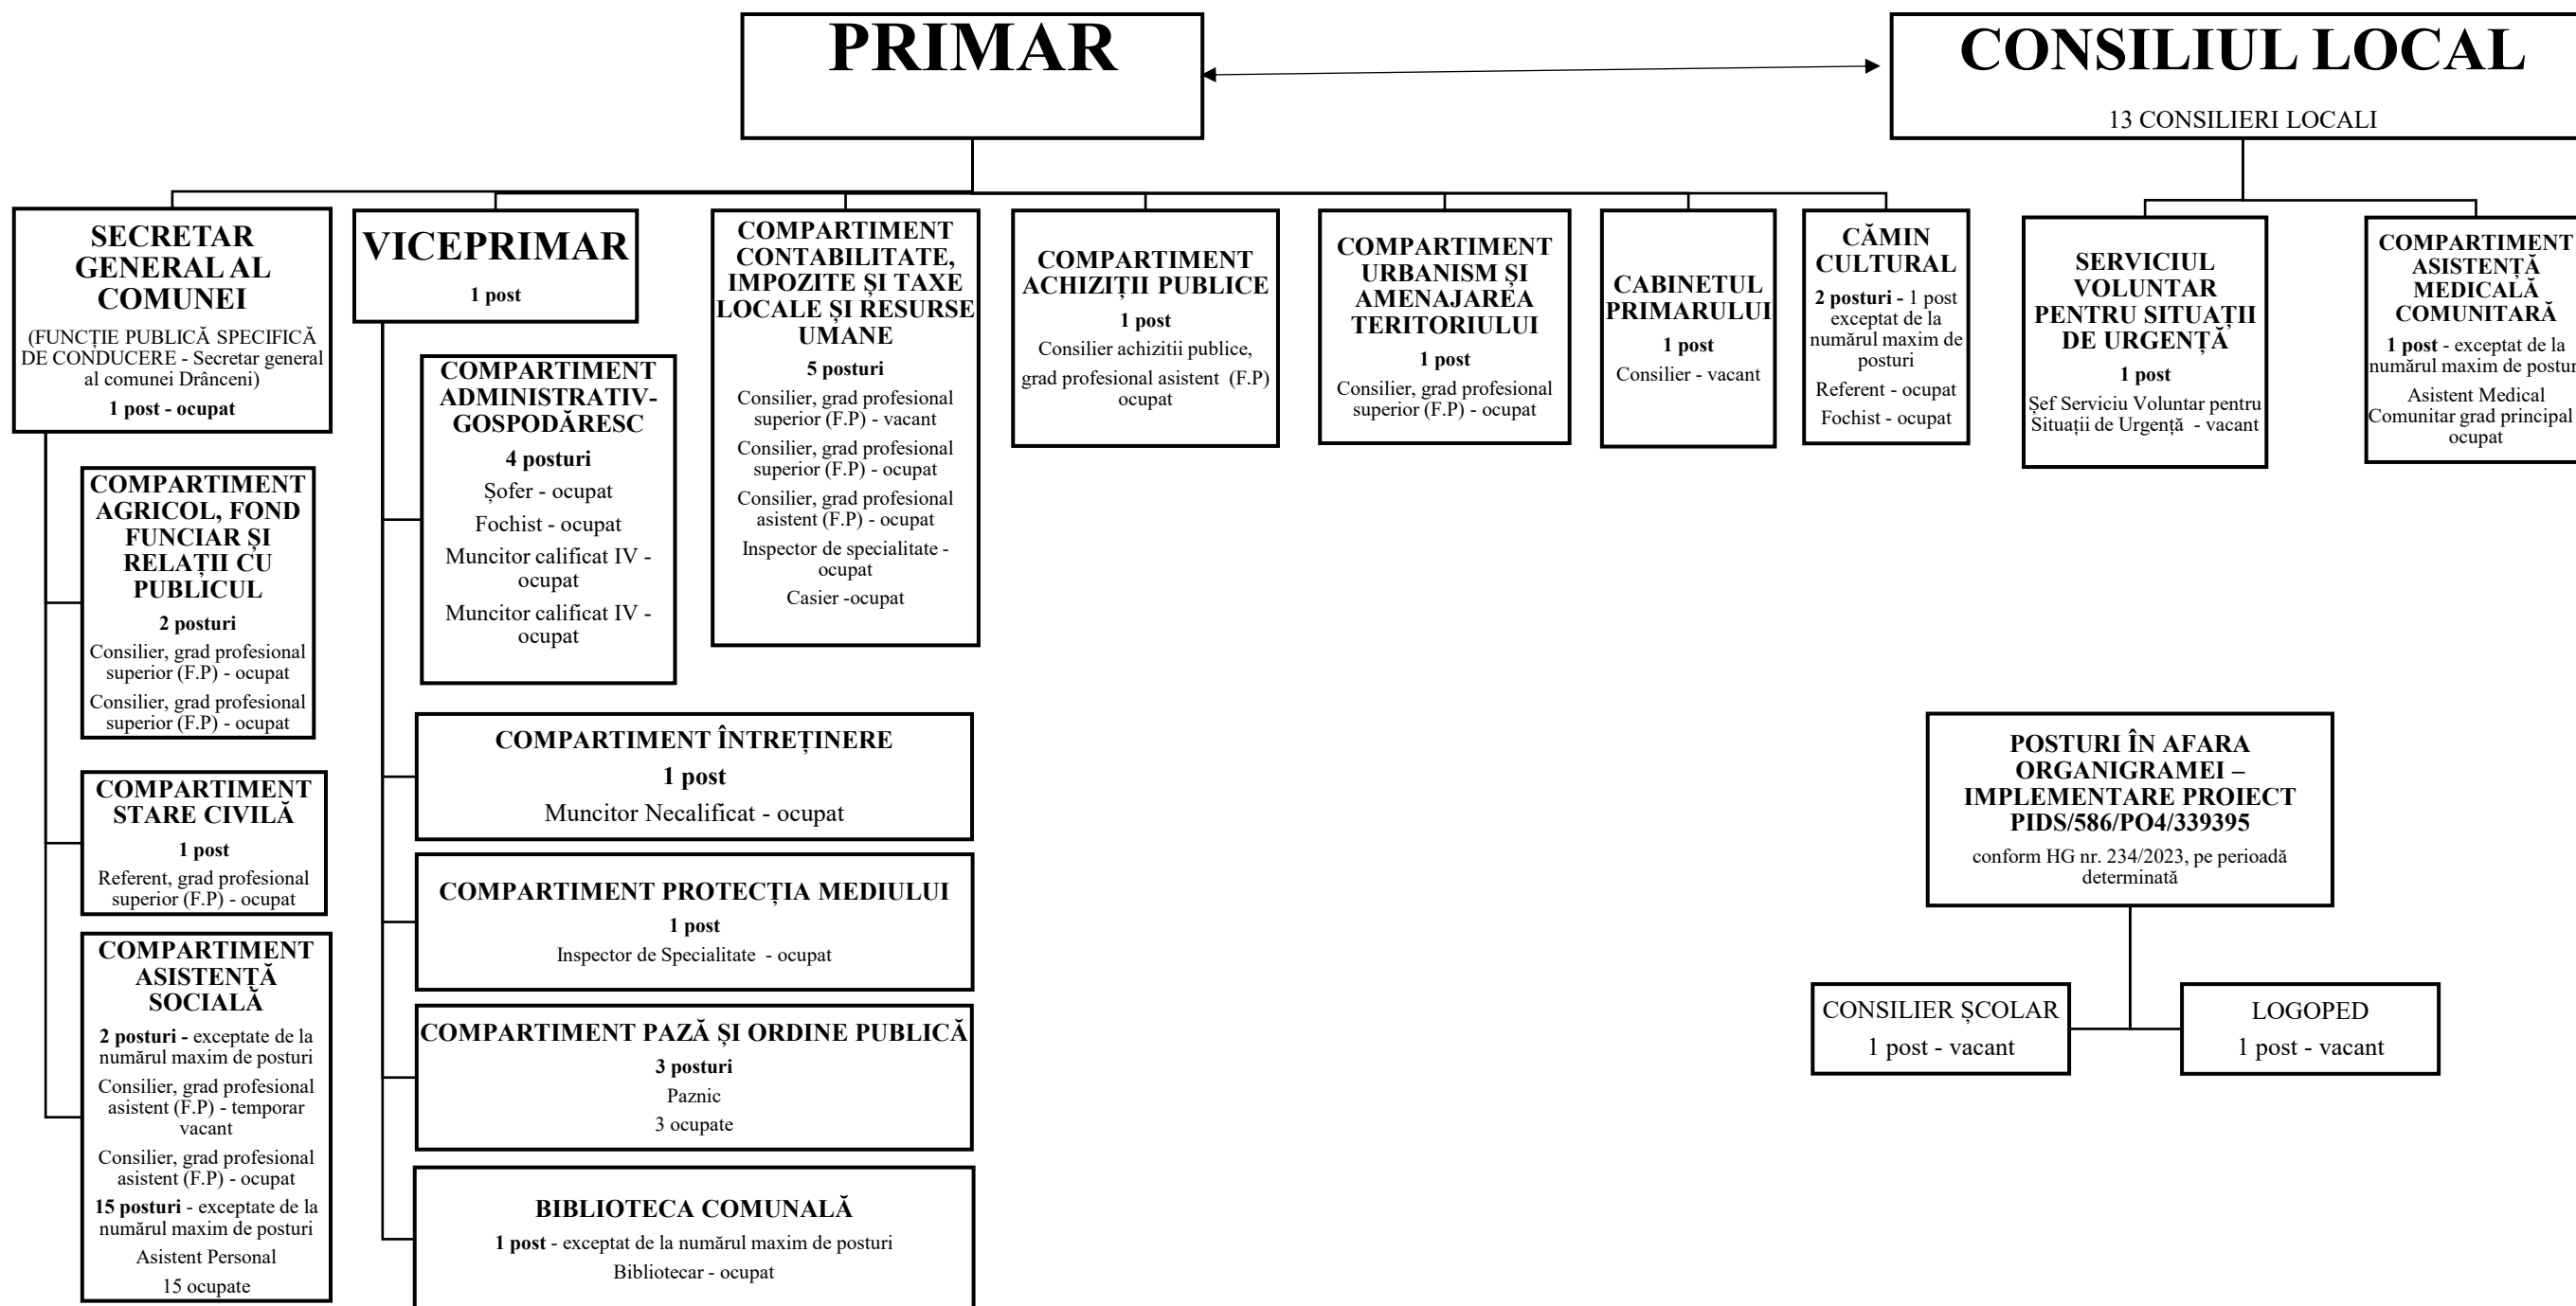 PRIMAR
CONSILIUL LOCAL
13 CONSILIERI LOCALI
SECRETAR
GENERAL AL
COMUNEI
(FUNCȚIE PUBLICĂ SPECIFICĂ
DE CONDUCERE - Secretar general
al comunei Drânceni)
1 post - ocupat
VICEPRIMAR
1 post
COMPARTIMENT
CONTABILITATE,
IMPOZITE ȘI TAXE
LOCALE ȘI RESURSE
UMANE
5 posturi
Consilier, grad profesional
superior (F.P) - vacant
Consilier, grad profesional
superior (F.P) - ocupat
Consilier, grad profesional
asistent (F.P) - ocupat
Inspector de specialitate -
ocupat
Casier -ocupat
COMPARTIMENT
ACHIZIȚII PUBLICE
1 post
Consilier achizitii publice,
grad profesional asistent (F.P)
ocupat
COMPARTIMENT
URBANISM ȘI
AMENAJAREA
TERITORIULUI
1 post
Consilier, grad profesional
superior (F.P) - ocupat
CABINETUL
PRIMARULUI
1 post
Consilier - vacant
CĂMIN
CULTURAL
2 posturi - 1 post
exceptat de la
numărul maxim de
posturi
Referent - ocupat
Fochist - ocupat
SERVICIUL
VOLUNTAR
PENTRU SITUAȚII
DE URGENȚĂ
1 post
Șef Serviciu Voluntar pentru
Situații de Urgență - vacant
COMPARTIMENT
ASISTENȚĂ
MEDICALĂ
COMUNITARĂ
1 post - exceptat de la
numărul maxim de postur
Asistent Medical
Comunitar grad principal
ocupat
COMPARTIMENT
AGRICOL, FOND
FUNCIAR ȘI
RELAȚII CU
PUBLICUL
2 posturi
Consilier, grad profesional
superior (F.P) - ocupat
Consilier, grad profesional
superior (F.P) - ocupat
COMPARTIMENT
STARE CIVILĂ
1 post
Referent, grad profesional
superior (F.P) - ocupat
COMPARTIMENT
ASISTENȚĂ
SOCIALĂ
2 posturi - exceptate de la
numărul maxim de posturi
Consilier, grad profesional
asistent (F.P) - temporar
vacant
Consilier, grad profesional
asistent (F.P) - ocupat
15 posturi - exceptate de la
numărul maxim de posturi
Asistent Personal
15 ocupate
COMPARTIMENT
ADMINISTRATIV-
GOSPODĂRESC
4 posturi
Șofer - ocupat
Fochist - ocupat
Muncitor calificat IV -
ocupat
Muncitor calificat IV -
ocupat
COMPARTIMENT ÎNTREȚINERE
1 post
Muncitor Necalificat - ocupat
COMPARTIMENT PROTECȚIA MEDIULUI
1 post
Inspector de Specialitate - ocupat
COMPARTIMENT PAZĂ ȘI ORDINE PUBLICĂ
3 posturi
Paznic
3 ocupate
BIBLIOTECA COMUNALĂ
1 post - exceptat de la numărul maxim de posturi
Bibliotecar - ocupat
POSTURI ÎN AFARA
ORGANIGRAMEI –
IMPLEMENTARE PROIECT
PIDS/586/PO4/339395
conform HG nr. 234/2023, pe perioadă
determinată
CONSILIER ȘCOLAR
1 post - vacant
LOGOPED
1 post - vacant